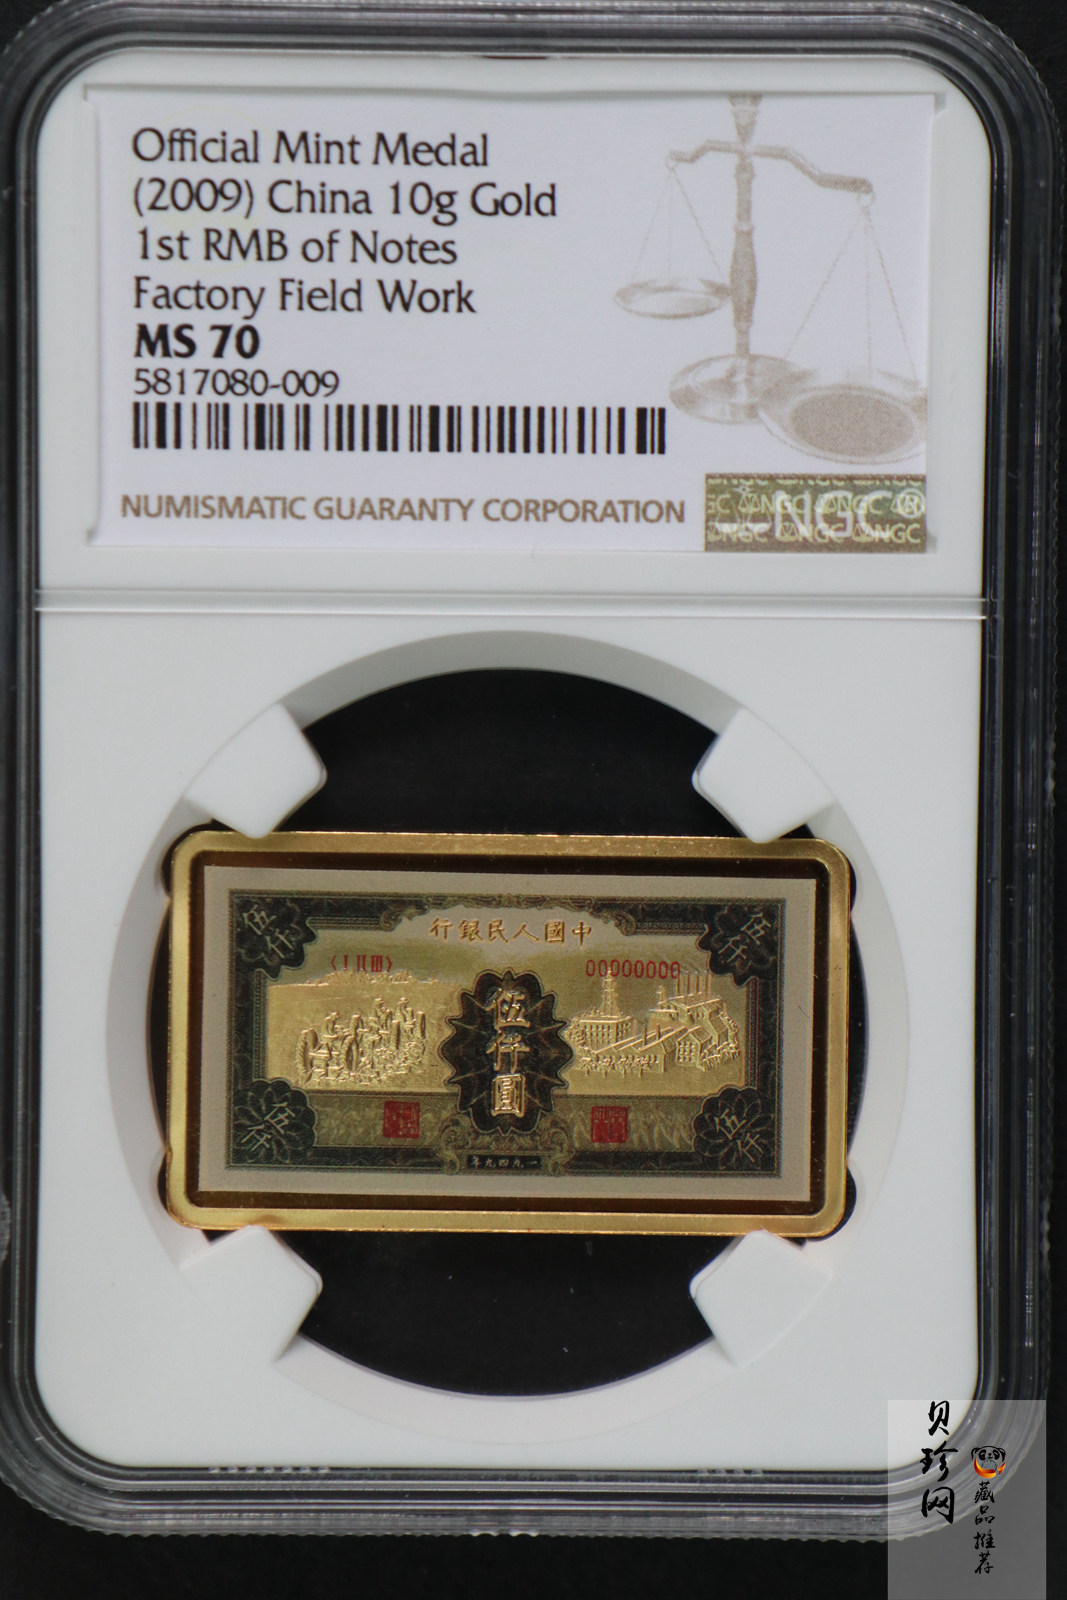 Official Mint Medal
(2009) China 10g Gold
1st RMB of Notes
Factory Field Work
MS 70
5817080-009
NUMISMATIC GUARANTY CORPORATION
NGC
行銀民人國中
伍仟
伍仟
〈ⅠⅡⅢ〉
00000000
伍仟圓
伍仟
伍仟
年九四九一
贝珍网
藏品推荐